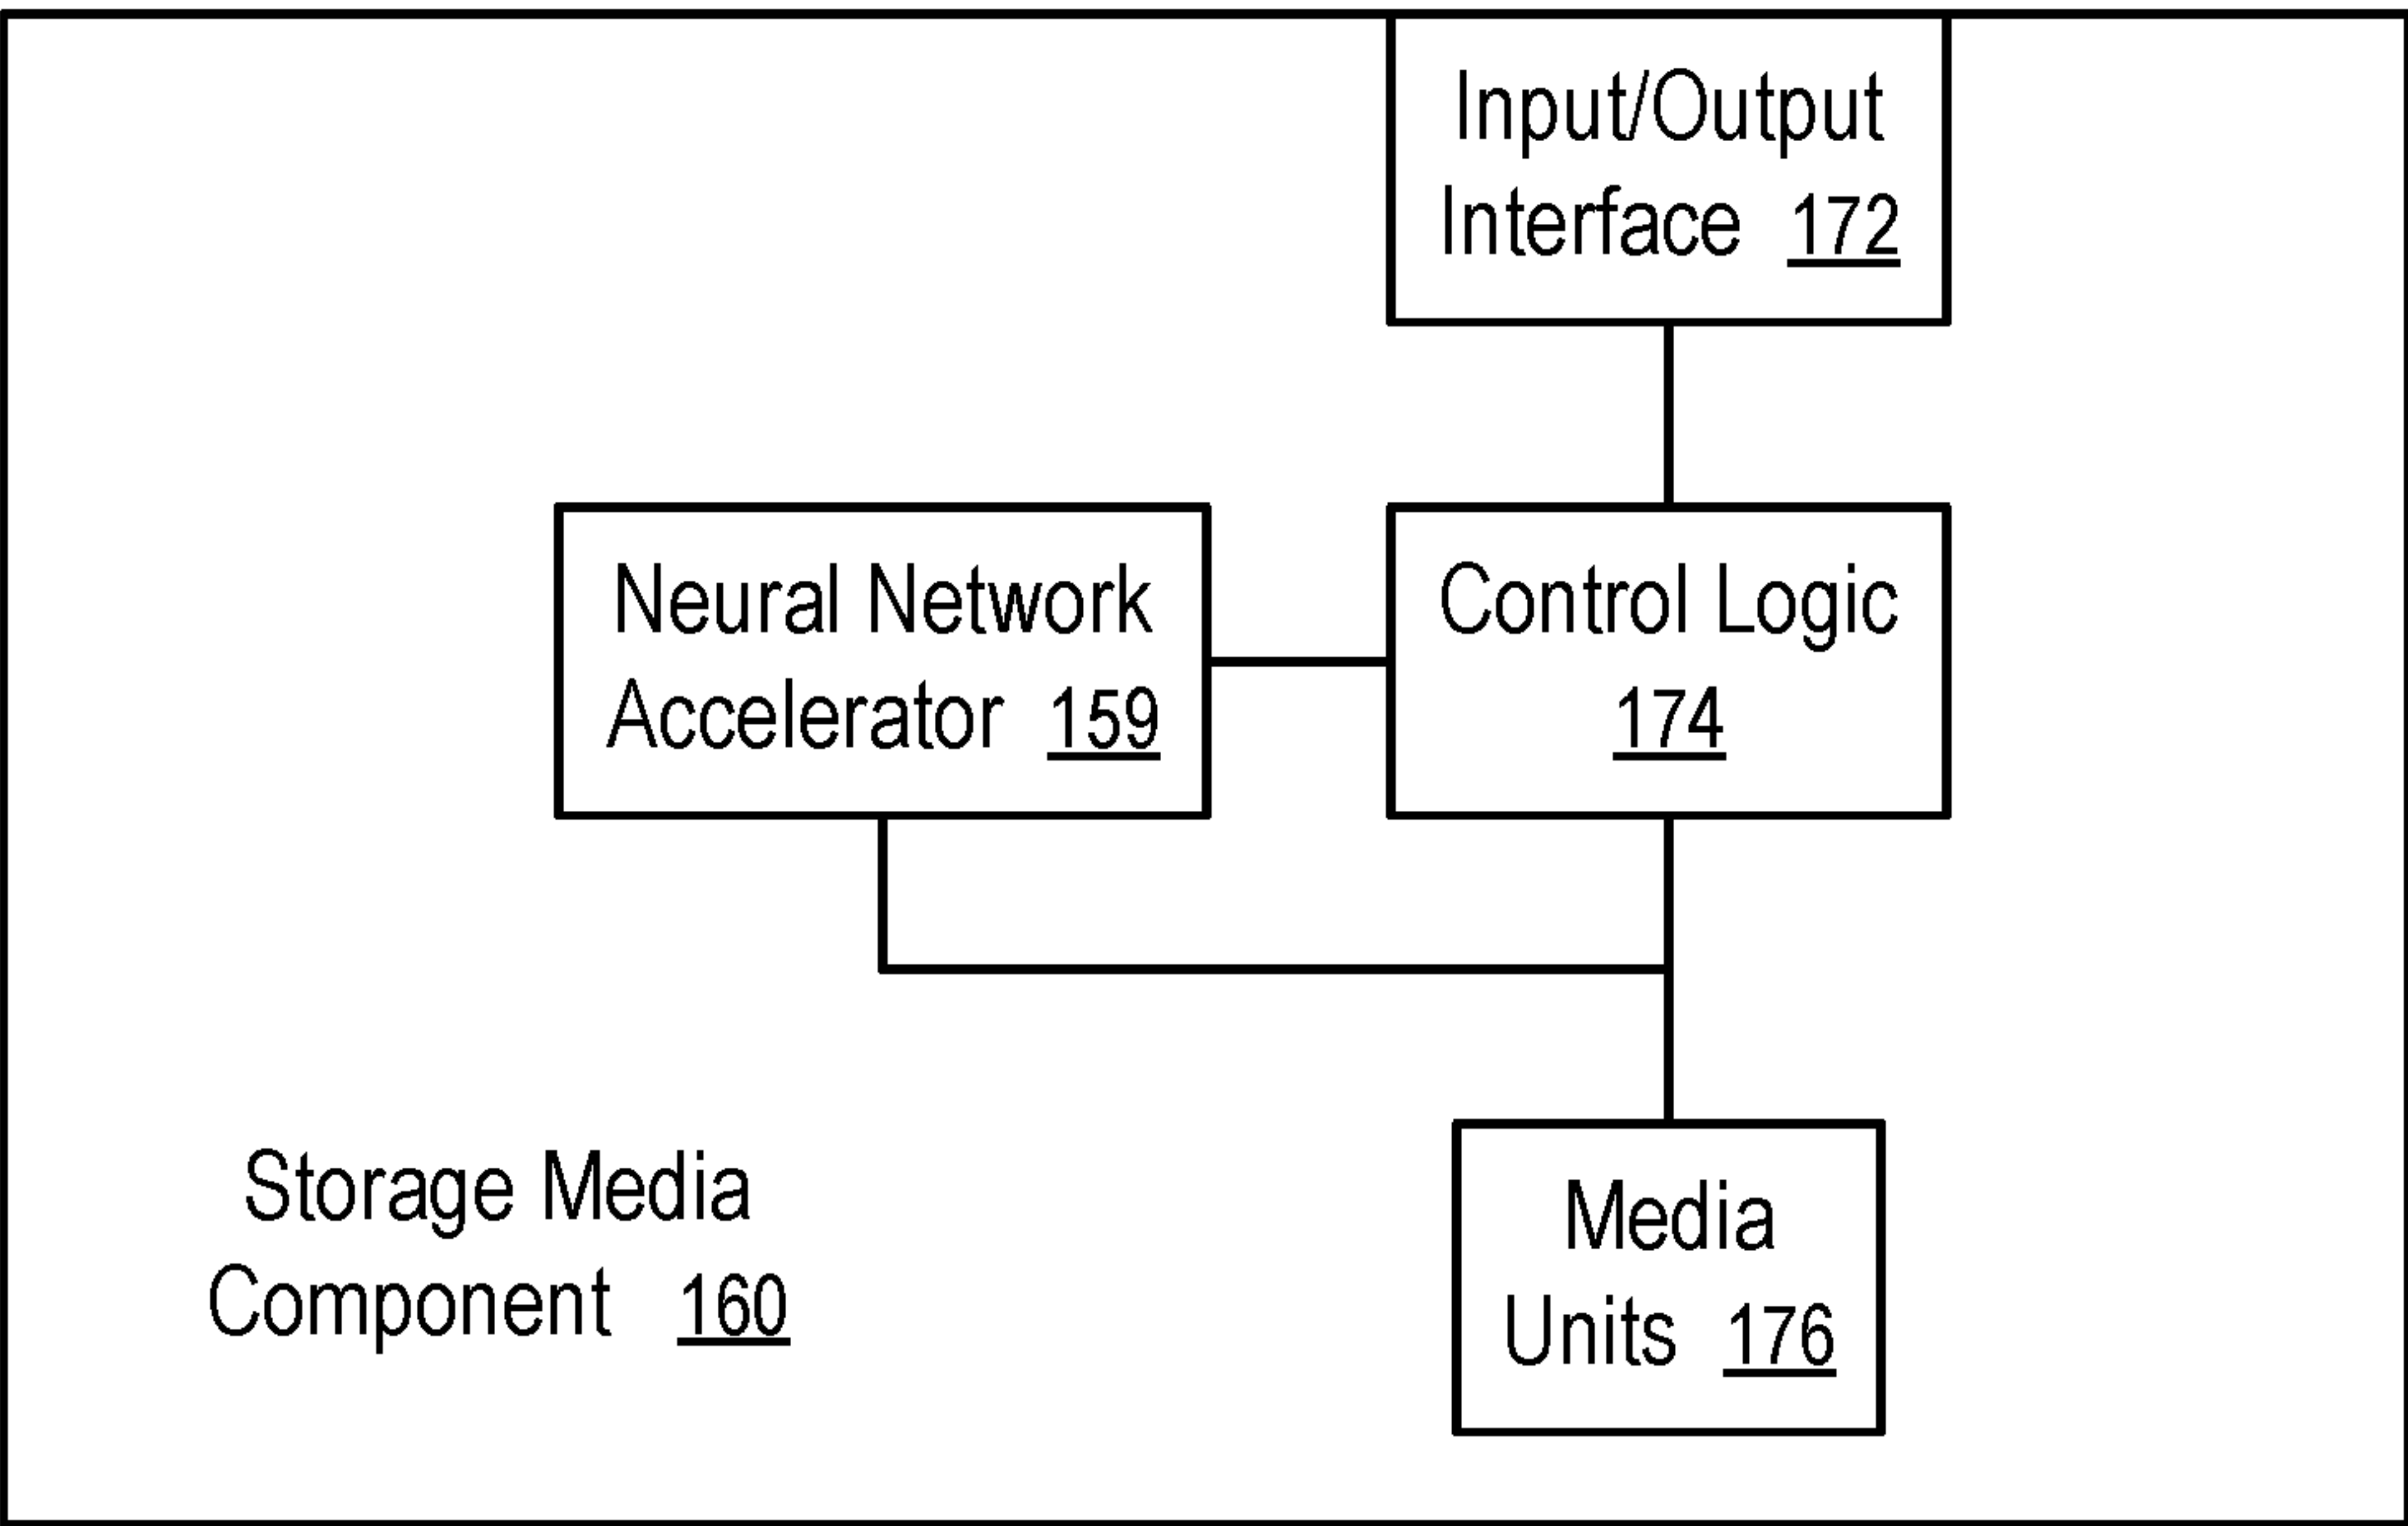 Input/Output
Interface 172
Neural Network
Accelerator 159
Control Logic
174
Storage Media
Component 160
Media
Units 176